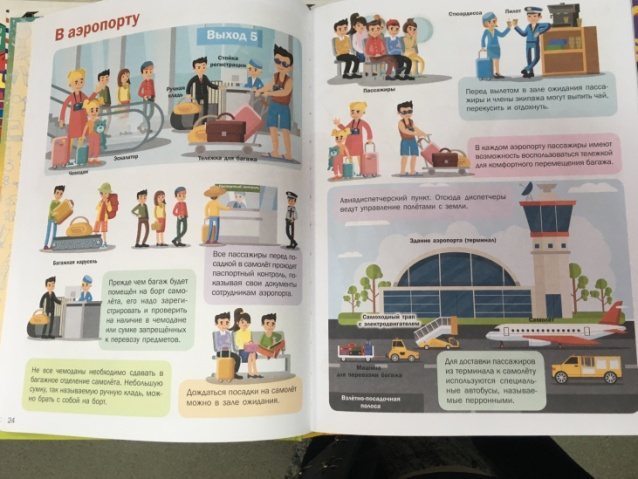 В аэропорту
Выход 5
Стойка
регистрации
Ручная
кладь
Чемодан
Эскалатор
Тележка для багажа
Багажная карусель
Все пассажиры перед по-
садкой в самолёт проходят
паспортный контроль, по-
казывая свои документы
сотрудникам аэропорта.
Прежде чем багаж будет
помещён на борт само-
лёта, его надо зареги-
стрировать и проверить
на наличие в чемодане
или сумке запрещённых
к перевозу предметов.
Не все чемоданы необходимо сдавать в
багажное отделение самолёта. Небольшую
сумку, так называемую ручную кладь, мож-
но брать с собой на борт.
Дождаться посадки на самолёт
можно в зале ожидания.
24
Стюардесса
Пилот
Пассажиры
Перед вылетом в зале ожидания пасса-
жиры и члены экипажа могут выпить чай,
перекусить и отдохнуть.
В каждом аэропорту пассажиры имеют
возможность воспользоваться тележкой
для комфортного перемещения багажа.
Авиадиспетчерский пункт. Отсюда диспетчеры
ведут управление полётами с земли.
Здание аэропорта (терминал)
Самоходный трап
с электродвигателем
Самолёт
Машина
для перевозки багажа
Для доставки пассажиров
из терминала к самолёту
используются специаль-
ные автобусы, называе-
мые перронными.
Взлётно-посадочная
полоса